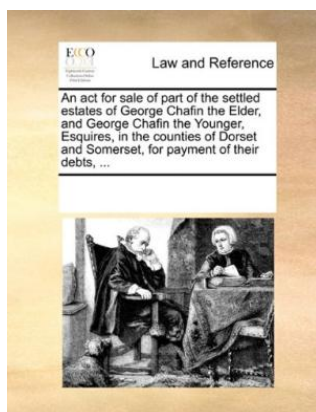 ECCO
Law and Reference
An act for sale of part of the settled
estates of George Chafin the Elder,
and George Chafin the Younger,
Esquires, in the counties of Dorset
and Somerset, for payment of their
debts, ...